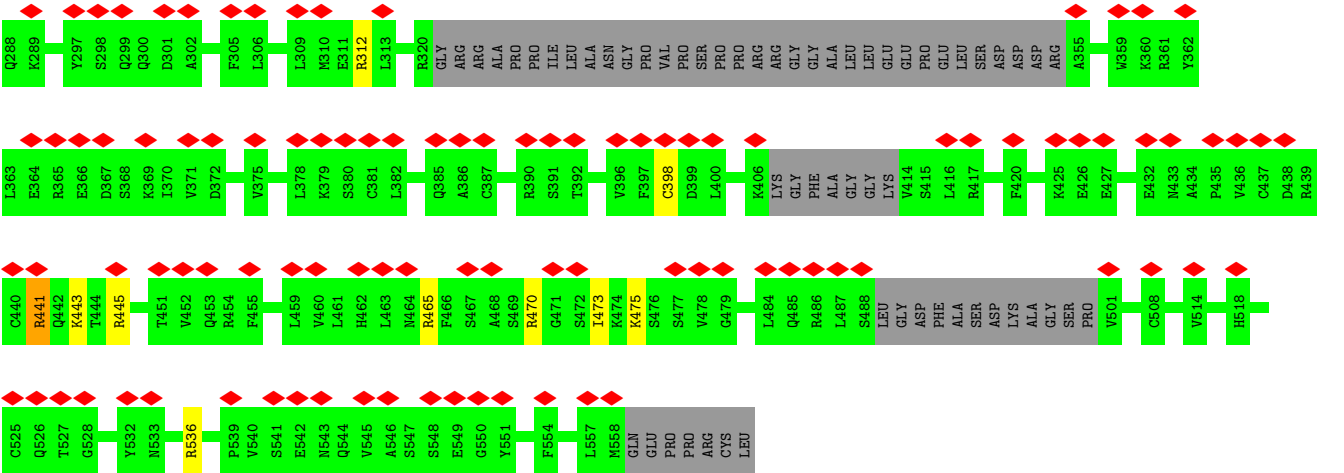 Q288 K289 Y297 S298 Q299 Q300 D301 A302 F305 L306 L309 M310 E311 R312 L313 R320 GLY ARG ARG ALA PRO PRO ILE LEU ALA ASN GLY PRO VAL PRO SER PRO PRO ARG ARG GLY GLY ALA LEU LEU GLU GLU PRO GLU LEU SER ASP ASP ASP ARG A355 W359 K360 R361 Y362
L363 E364 R365 E366 D367 S368 K369 I370 V371 D372 V375 L378 K379 S380 C381 L382 Q385 A386 C387 R390 S391 T392 V396 F397 C398 D399 L400 K406 LYS GLY PHE ALA GLY GLY LYS V414 S415 L416 R417 F420 K425 E426 E427 E432 N433 A434 P435 V436 C437 D438 R439
C440 R441 Q442 K443 T444 R445 T451 V452 Q453 R454 F455 L459 V460 L461 H462 L463 N464 R465 F466 S467 A468 S469 R470 G471 S472 I473 K474 K475 S476 S477 V478 G479 L484 Q485 R486 L487 S488 LEU GLY ASP PHE ALA SER ASP LYS ALA GLY SER PRO V501 C508 V514 H518
C525 Q526 T527 G528 Y532 N533 R536 P539 V540 S541 E542 N543 Q544 V545 A546 S547 S548 E549 G550 Y551 F554 L557 M558 GLN GLU PRO PRO ARG CYS LEU